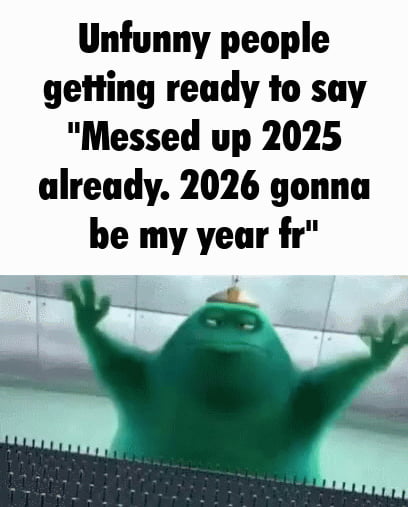 Unfunny people
getting ready to say
"Messed up 2025
already. 2026 gonna
be my year fr"